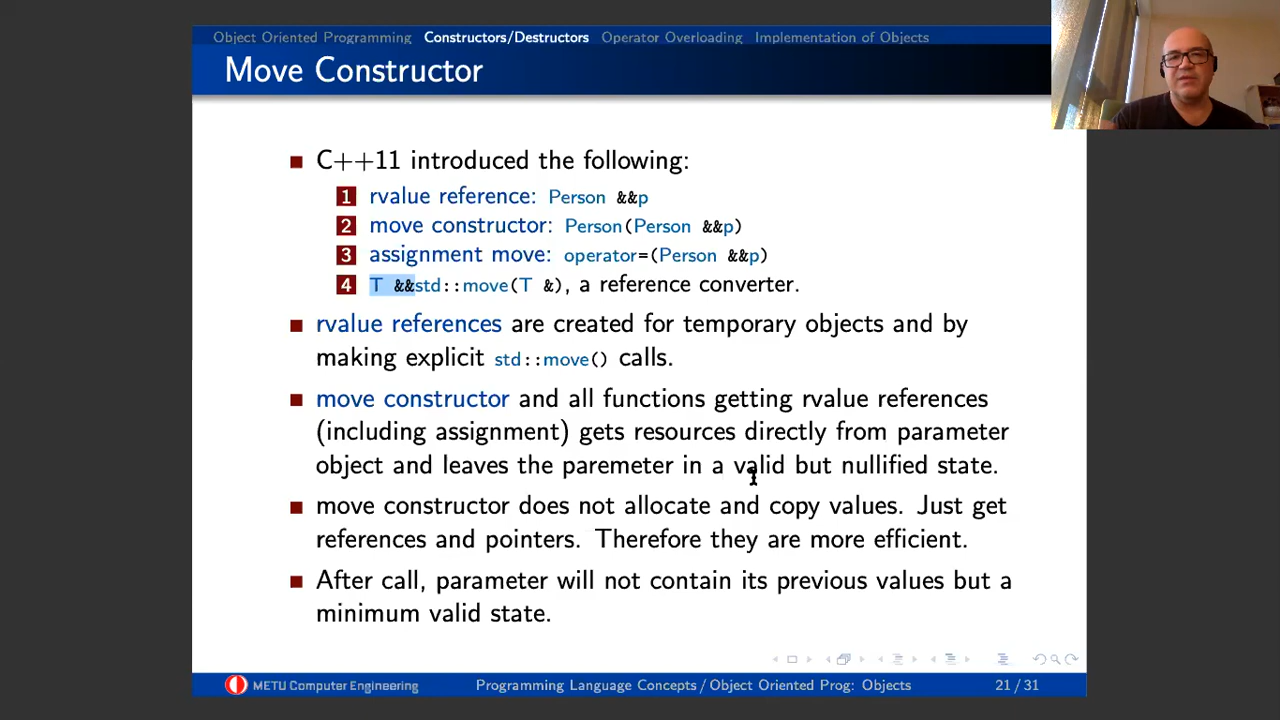 Object Oriented Programming Constructors/Destructors Operator Overloading Implementation of Objects
Move Constructor
C++11 introduced the following:
1 rvalue reference: Person &&p
2 move constructor: Person(Person &&p)
3 assignment move: operator=(Person &&p)
4 T &&std::move(T &), a reference converter.
rvalue references are created for temporary objects and by
making explicit std::move() calls.
move constructor and all functions getting rvalue references
(including assignment) gets resources directly from parameter
object and leaves the paremeter in a valid but nullified state.
move constructor does not allocate and copy values. Just get
references and pointers. Therefore they are more efficient.
After call, parameter will not contain its previous values but a
minimum valid state.
METU Computer Engineering Programming Language Concepts / Object Oriented Prog: Objects 21 / 31